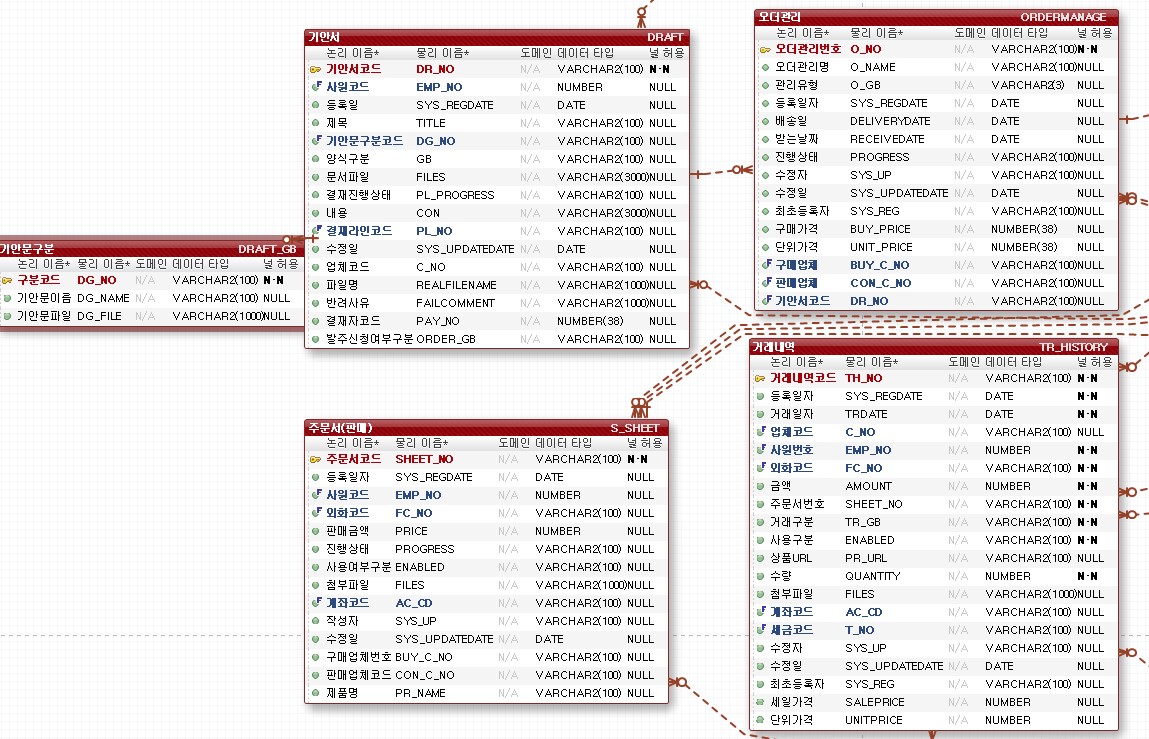 기안서 DRAFT
논리 이름* 물리 이름* 도메인 데이터 타입 널 허용
기안서코드 DR_NO N/A VARCHAR2(100) N-N
사원코드 EMP_NO N/A NUMBER NULL
등록일 SYS_REGDATE N/A DATE NULL
제목 TITLE N/A VARCHAR2(100) NULL
기안문구분코드 DG_NO N/A VARCHAR2(100) NULL
양식구분 GB N/A VARCHAR2(100) NULL
문서파일 FILES N/A VARCHAR2(3000)NULL
결재진행상태 PL_PROGRESS N/A VARCHAR2(100) NULL
내용 CON N/A VARCHAR2(3000)NULL
결재라인코드 PL_NO N/A VARCHAR2(100) NULL
수정일 SYS_UPDATEDATE N/A DATE NULL
업체코드 C_NO N/A VARCHAR2(100) NULL
파일명 REALFILENAME N/A VARCHAR2(1000)NULL
반려사유 FAILCOMMENT N/A VARCHAR2(1000)NULL
결재자코드 PAY_NO N/A NUMBER(38) NULL
발주신청여부구분 ORDER_GB N/A VARCHAR2(100) NULL
오더관리 ORDERMANAGE
논리 이름* 물리 이름* 도메인 데이터 타입 널 허용
오더관리번호 O_NO N/A VARCHAR2(100)N-N
오더관리명 O_NAME N/A VARCHAR2(100)NULL
관리유형 O_GB N/A VARCHAR2(3) NULL
등록일자 SYS_REGDATE N/A DATE NULL
배송일 DELIVERYDATE N/A DATE NULL
받는날짜 RECEIVEDATE N/A DATE NULL
진행상태 PROGRESS N/A VARCHAR2(100)NULL
수정자 SYS_UP N/A VARCHAR2(100)NULL
수정일 SYS_UPDATEDATE N/A DATE NULL
최초등록자 SYS_REG N/A VARCHAR2(100)NULL
구매가격 BUY_PRICE N/A NUMBER(38) NULL
단위가격 UNIT_PRICE N/A NUMBER(38) NULL
구매업체 BUY_C_NO N/A VARCHAR2(100)NULL
판매업체 CON_C_NO N/A VARCHAR2(100)NULL
기안서코드 DR_NO N/A VARCHAR2(100)NULL
기안문구분 DRAFT_GB
논리 이름* 물리 이름* 도메인 데이터 타입 널 허용
구분코드 DG_NO N/A VARCHAR2(100) N-N
기안문이름 DG_NAME N/A VARCHAR2(100) NULL
기안문파일 DG_FILE N/A VARCHAR2(1000)NULL
주문서(판매) S_SHEET
논리 이름* 물리 이름* 도메인 데이터 타입 널 허용
주문서코드 SHEET_NO N/A VARCHAR2(100) N-N
등록일자 SYS_REGDATE N/A DATE NULL
사원코드 EMP_NO N/A NUMBER NULL
외화코드 FC_NO N/A VARCHAR2(100) NULL
판매금액 PRICE N/A NUMBER NULL
진행상태 PROGRESS N/A VARCHAR2(100) NULL
사용여부구분 ENABLED N/A VARCHAR2(100) NULL
첨부파일 FILES N/A VARCHAR2(1000)NULL
계좌코드 AC_CD N/A VARCHAR2(100) NULL
작성자 SYS_UP N/A VARCHAR2(100) NULL
수정일 SYS_UPDATEDATE N/A DATE NULL
구매업체번호 BUY_C_NO N/A VARCHAR2(100) NULL
판매업체코드 CON_C_NO N/A VARCHAR2(100) NULL
제품명 PR_NAME N/A VARCHAR2(100) NULL
거래내역 TR_HISTORY
논리 이름* 물리 이름* 도메인 데이터 타입 널 허용
거래내역코드 TH_NO N/A VARCHAR2(100) N-N
등록일자 SYS_REGDATE N/A DATE N-N
거래일자 TRDATE N/A DATE N-N
업체코드 C_NO N/A VARCHAR2(100) NULL
사원번호 EMP_NO N/A NUMBER N-N
외화코드 FC_NO N/A VARCHAR2(100) NULL
금액 AMOUNT N/A NUMBER N-N
주문서번호 SHEET_NO N/A VARCHAR2(100) NULL
거래구분 TR_GB N/A VARCHAR2(100) N-N
사용구분 ENABLED N/A VARCHAR2(100) N-N
상품URL PR_URL N/A VARCHAR2(100) NULL
수량 QUANTITY N/A NUMBER N-N
첨부파일 FILES N/A VARCHAR2(1000)NULL
계좌코드 AC_CD N/A VARCHAR2(100) NULL
세금코드 T_NO N/A VARCHAR2(100) NULL
수정자 SYS_UP N/A VARCHAR2(100) NULL
수정일 SYS_UPDATEDATE N/A DATE NULL
최초등록자 SYS_REG N/A VARCHAR2(100) NULL
세일가격 SALEPRICE N/A NUMBER NULL
단위가격 UNITPRICE N/A NUMBER NULL